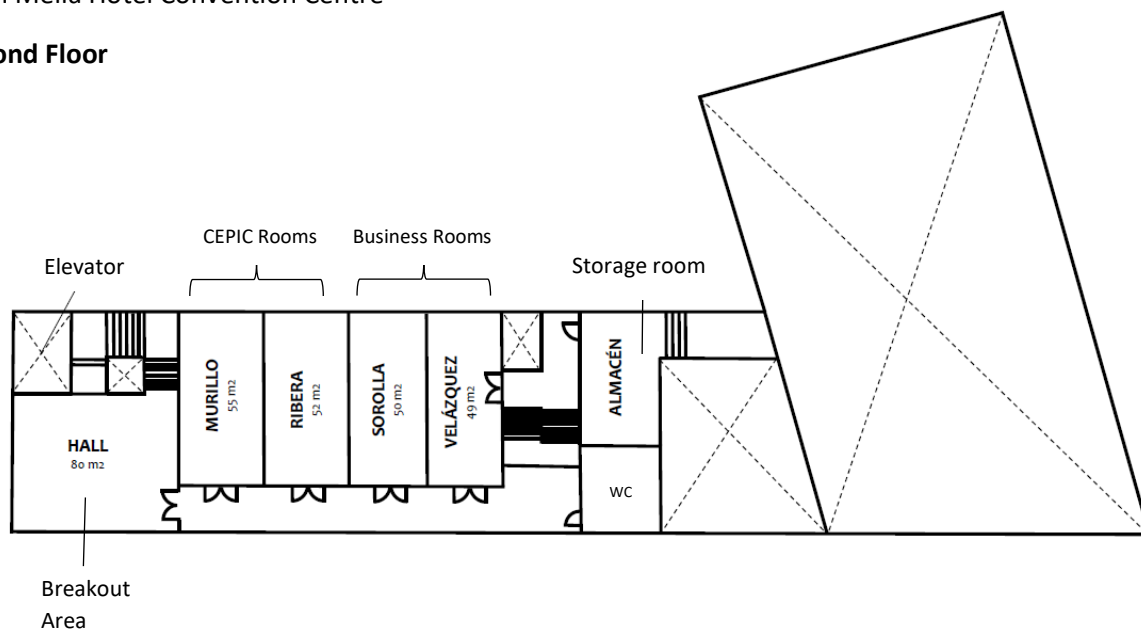 Meliá Hotel Convention Centre
ond Floor
CEPIC Rooms
Business Rooms
Elevator
Storage room
MURILLO
55 m2
RIBERA
52 m2
SOROLLA
50 m2
VELÁZQUEZ
49 m2
ALMACÉN
HALL
80 m2
WC
Breakout
Area